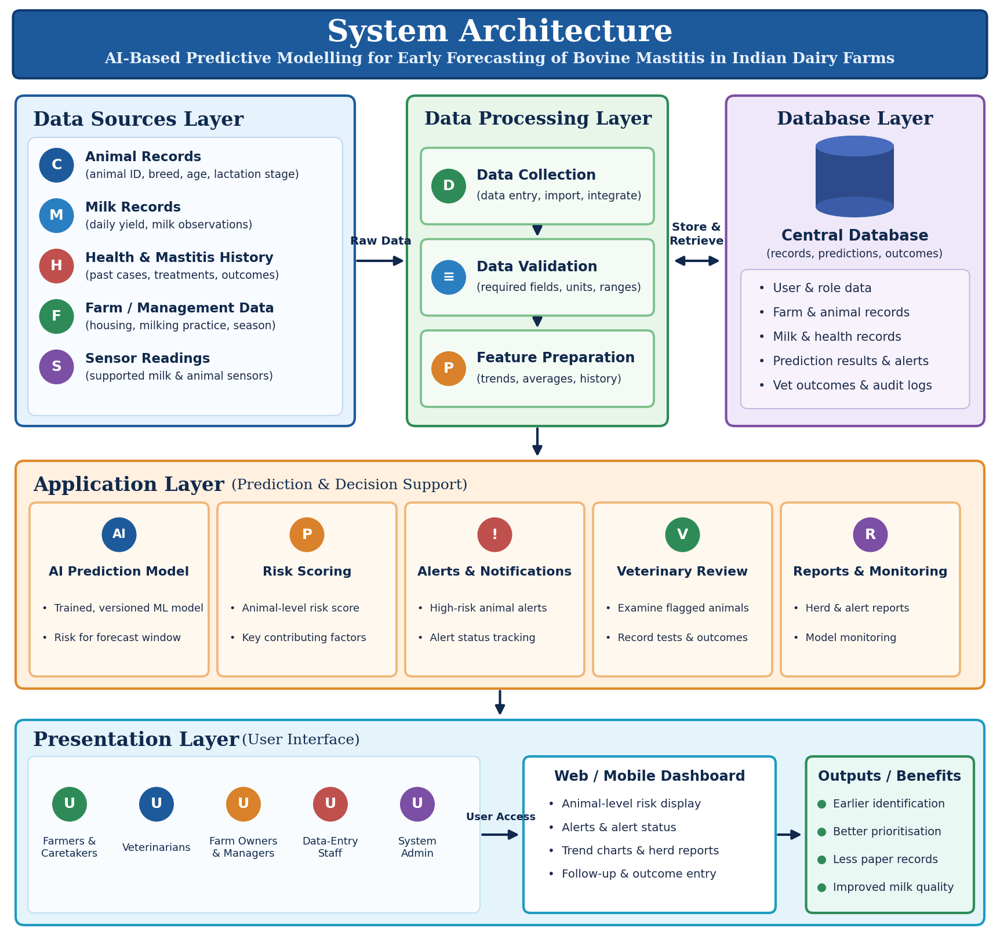 System Architecture
AI-Based Predictive Modelling for Early Forecasting of Bovine Mastitis in Indian Dairy Farms
Data Sources Layer
C
Animal Records
(animal ID, breed, age, lactation stage)
M
Milk Records
(daily yield, milk observations)
H
Health & Mastitis History
(past cases, treatments, outcomes)
F
Farm / Management Data
(housing, milking practice, season)
S
Sensor Readings
(supported milk & animal sensors)
Raw Data
Data Processing Layer
D
Data Collection
(data entry, import, integrate)
≡
Data Validation
(required fields, units, ranges)
P
Feature Preparation
(trends, averages, history)
Store &
Retrieve
Database Layer
Central Database
(records, predictions, outcomes)
• User & role data
• Farm & animal records
• Milk & health records
• Prediction results & alerts
• Vet outcomes & audit logs
Application Layer (Prediction & Decision Support)
AI
AI Prediction Model
• Trained, versioned ML model
• Risk for forecast window
P
Risk Scoring
• Animal-level risk score
• Key contributing factors
!
Alerts & Notifications
• High-risk animal alerts
• Alert status tracking
V
Veterinary Review
• Examine flagged animals
• Record tests & outcomes
R
Reports & Monitoring
• Herd & alert reports
• Model monitoring
Presentation Layer (User Interface)
U
Farmers &
Caretakers
U
Veterinarians
U
Farm Owners
& Managers
U
Data-Entry
Staff
U
System
Admin
User Access
Web / Mobile Dashboard
• Animal-level risk display
• Alerts & alert status
• Trend charts & herd reports
• Follow-up & outcome entry
Outputs / Benefits
Earlier identification
Better prioritisation
Less paper records
Improved milk quality